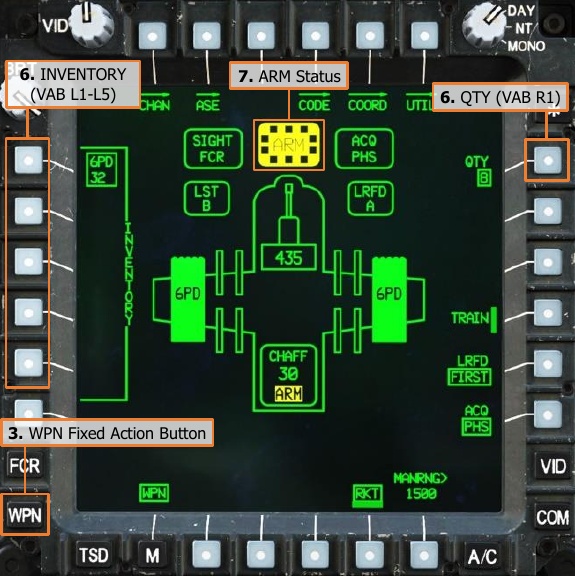 VID
DAY
NT
MONO
BRT
6. INVENTORY
(VAB L1-L5)
7. ARM Status
6. QTY (VAB R1)
CHAN
ASE
CODE
COORD
UTIL
SIGHT
FCR
ARM
ACQ
PHS
QTY
8
6PD
32
LST
B
LRFD
A
INVENTORY
435
6PD
6PD
TRAIN
CHAFF
30
ARM
LRFD
FIRST
ACQ
PHS
3. WPN Fixed Action Button
FCR
VID
WPN
RKT
MANRNG>
1500
WPN
COM
TSD
M
A/C